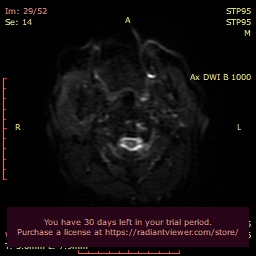 Im: 29/52
Se: 14
A
STP95
STP95
M
Ax DWI B 1000
R
L
You have 30 days left in your trial period.
Purchase a license at https://radiantviewer.com/store/